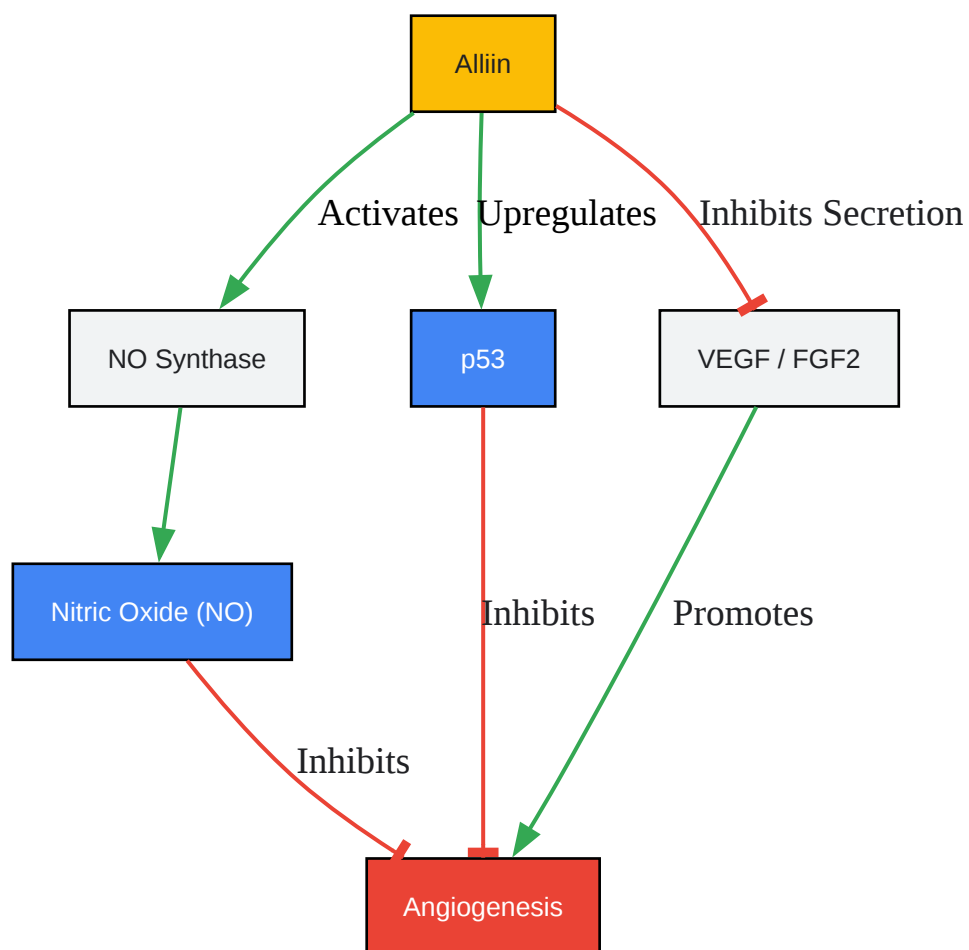 Alliin
Activates
Upregulates
Inhibits Secretion
NO Synthase
p53
VEGF / FGF2
Nitric Oxide (NO)
Inhibits
Promotes
Inhibits
Angiogenesis